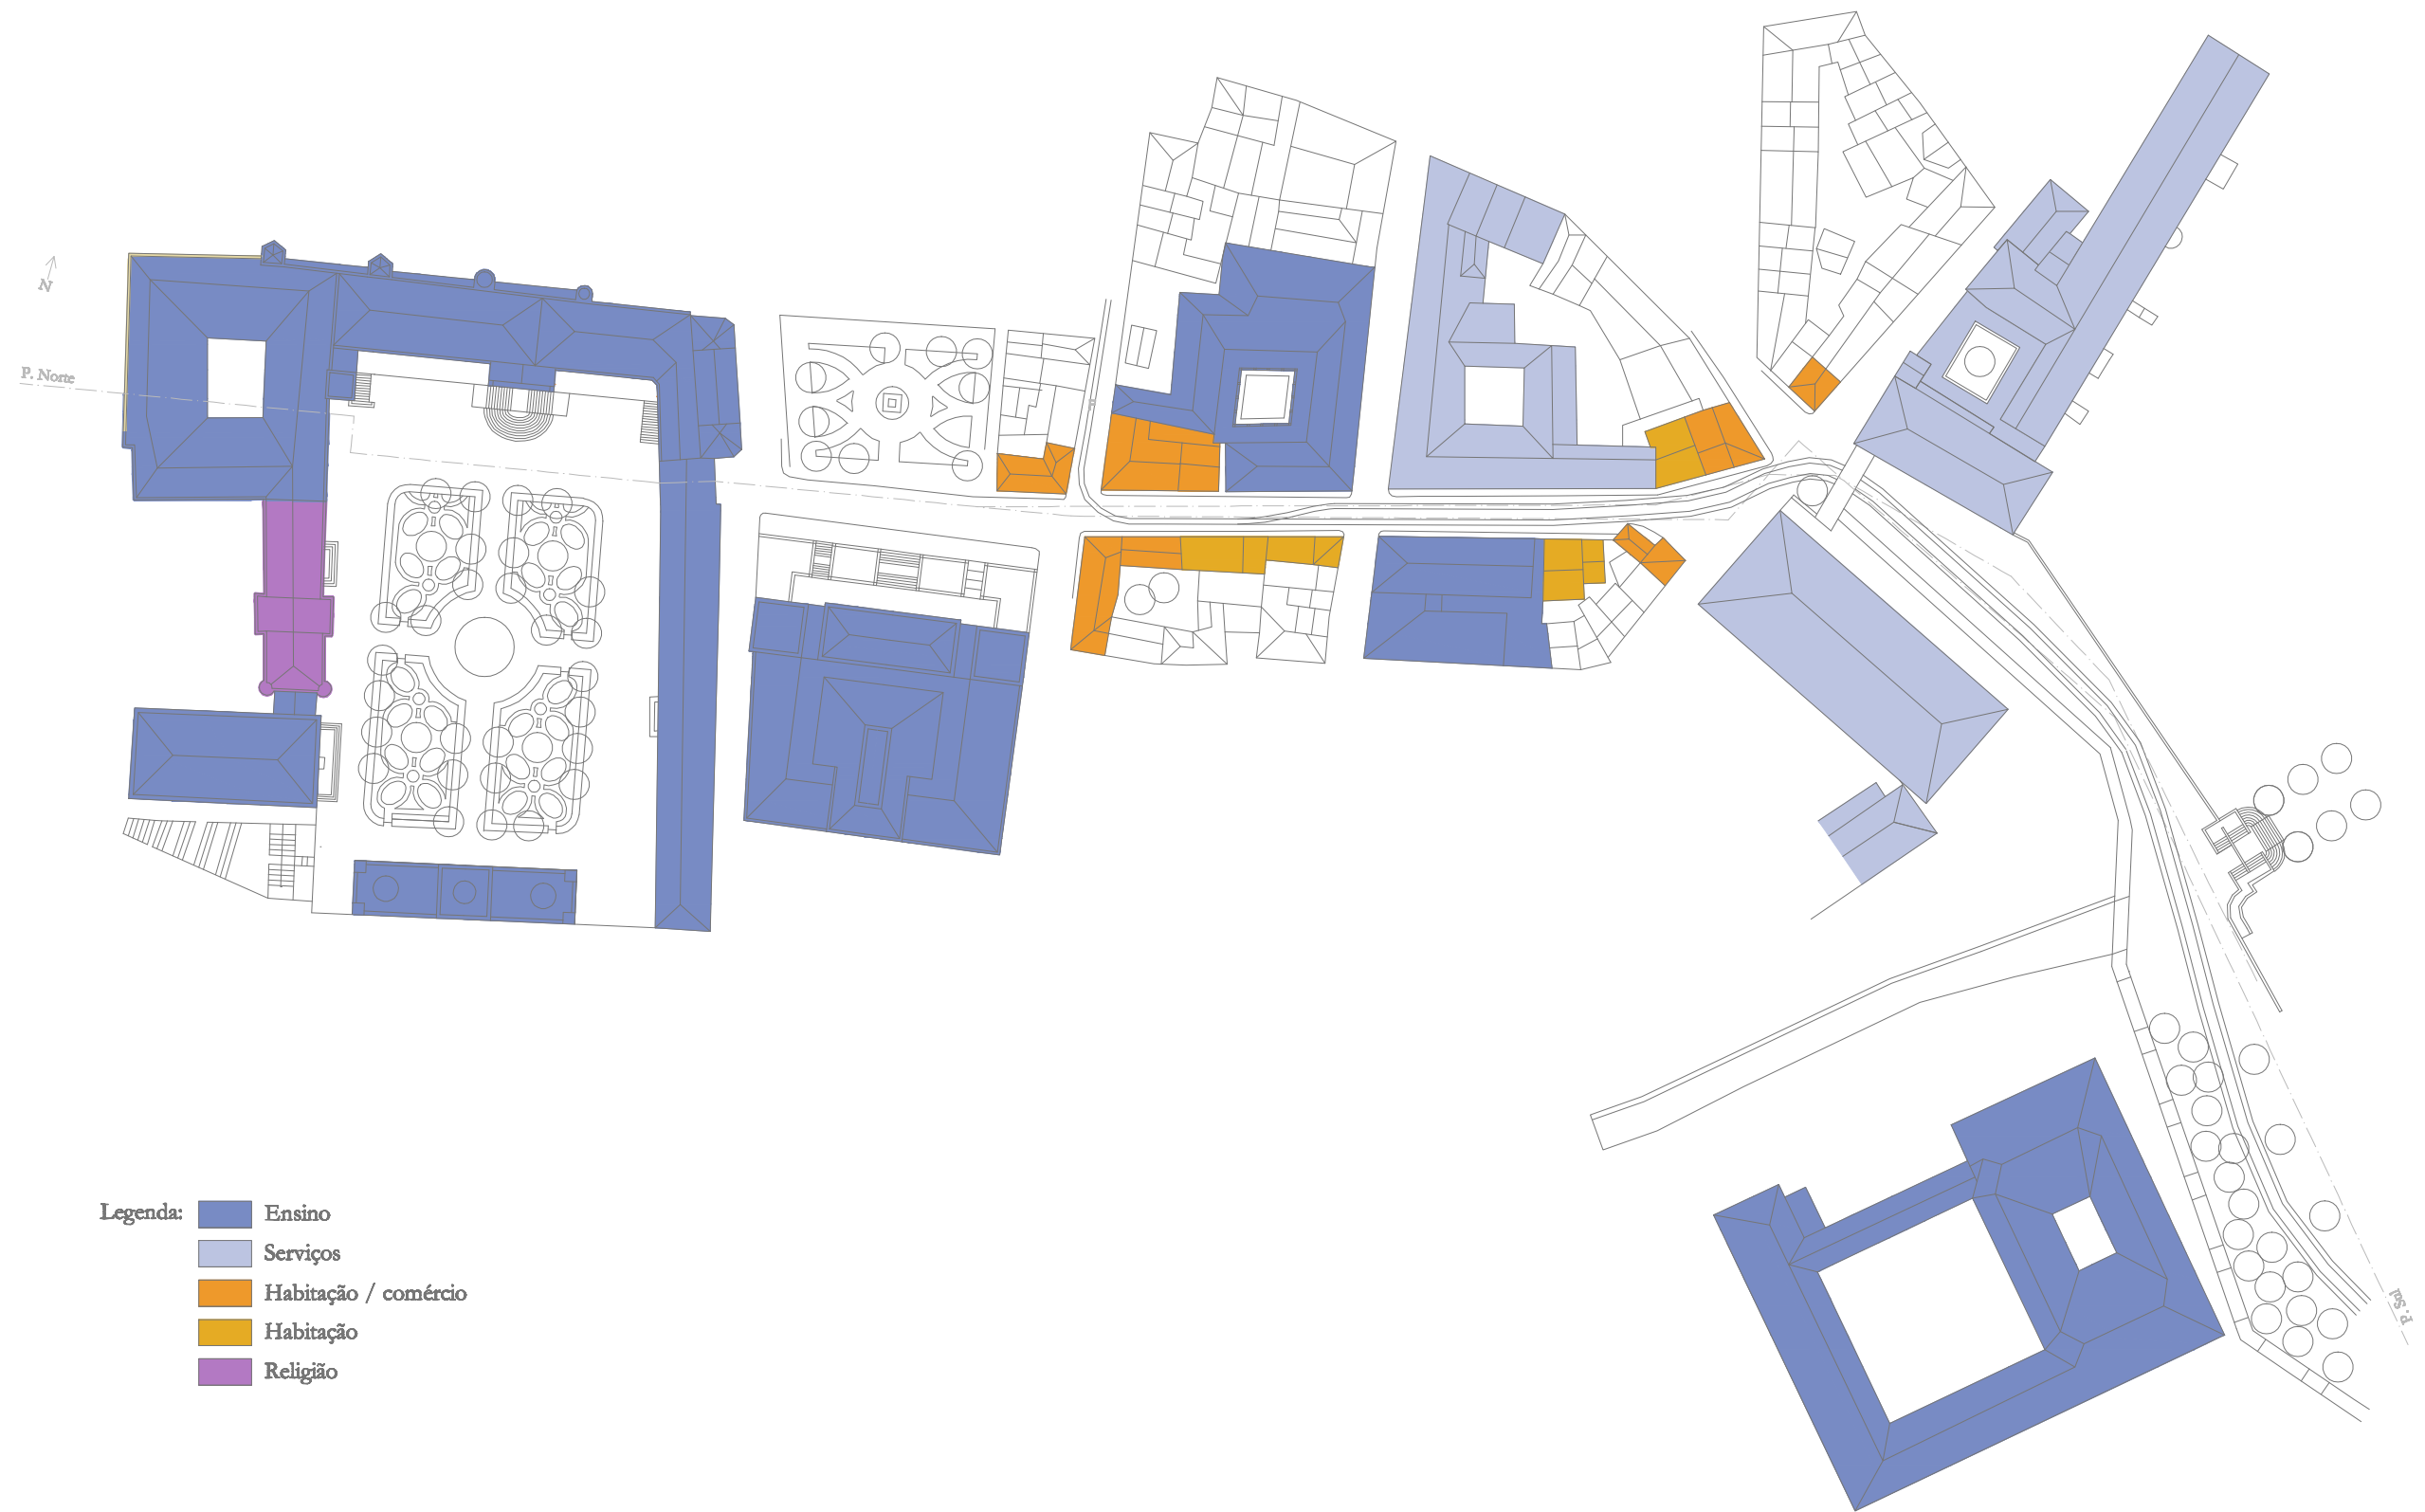 N
P. Norte
P. Sul
Legenda:
Ensino
Serviços
Habitação / comércio
Habitação
Religião